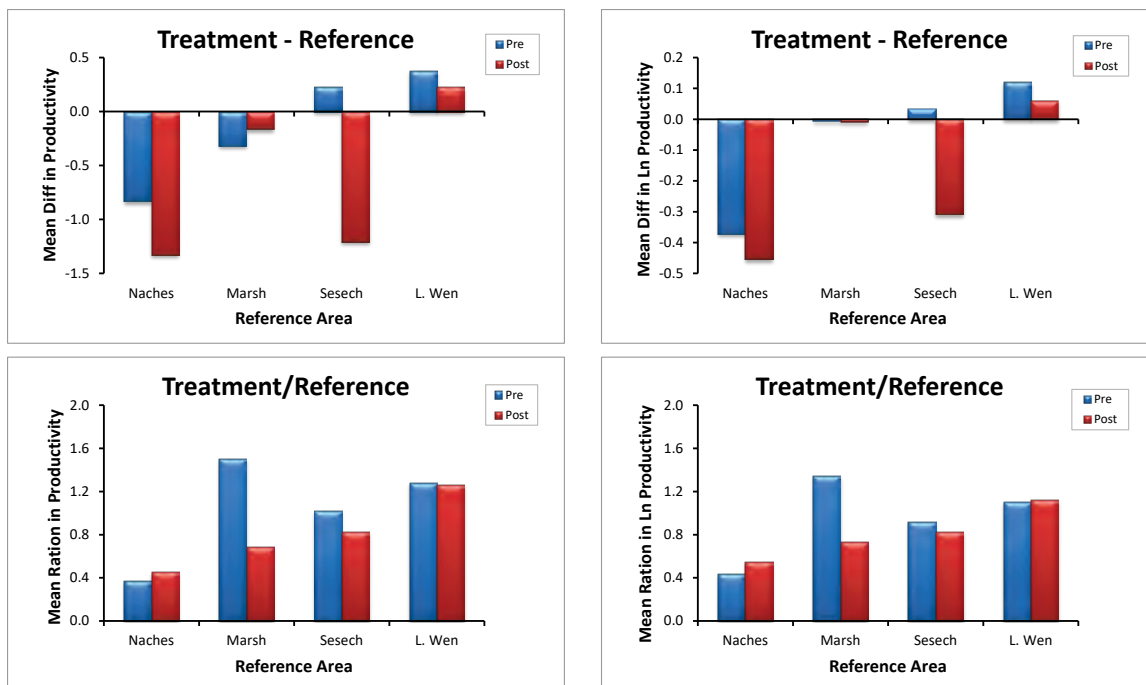 Treatment - Reference
Pre
Post
Mean Diff in Productivity
0.5
0.0
-0.5
-1.0
-1.5
Naches Marsh Sesech L. Wen
Reference Area
Treatment - Reference
Pre
Post
Mean Diff in Ln Productivity
0.2
0.1
0.0
-0.1
-0.2
-0.3
-0.4
-0.5
Naches Marsh Sesech L. Wen
Reference Area
Treatment/Reference
Pre
Post
Mean Ration in Productivity
2.0
1.6
1.2
0.8
0.4
0.0
Naches Marsh Sesech L. Wen
Reference Area
Treatment/Reference
Pre
Post
Mean Ration in Ln Productivity
2.0
1.6
1.2
0.8
0.4
0.0
Naches Marsh Sesech L. Wen
Reference Area